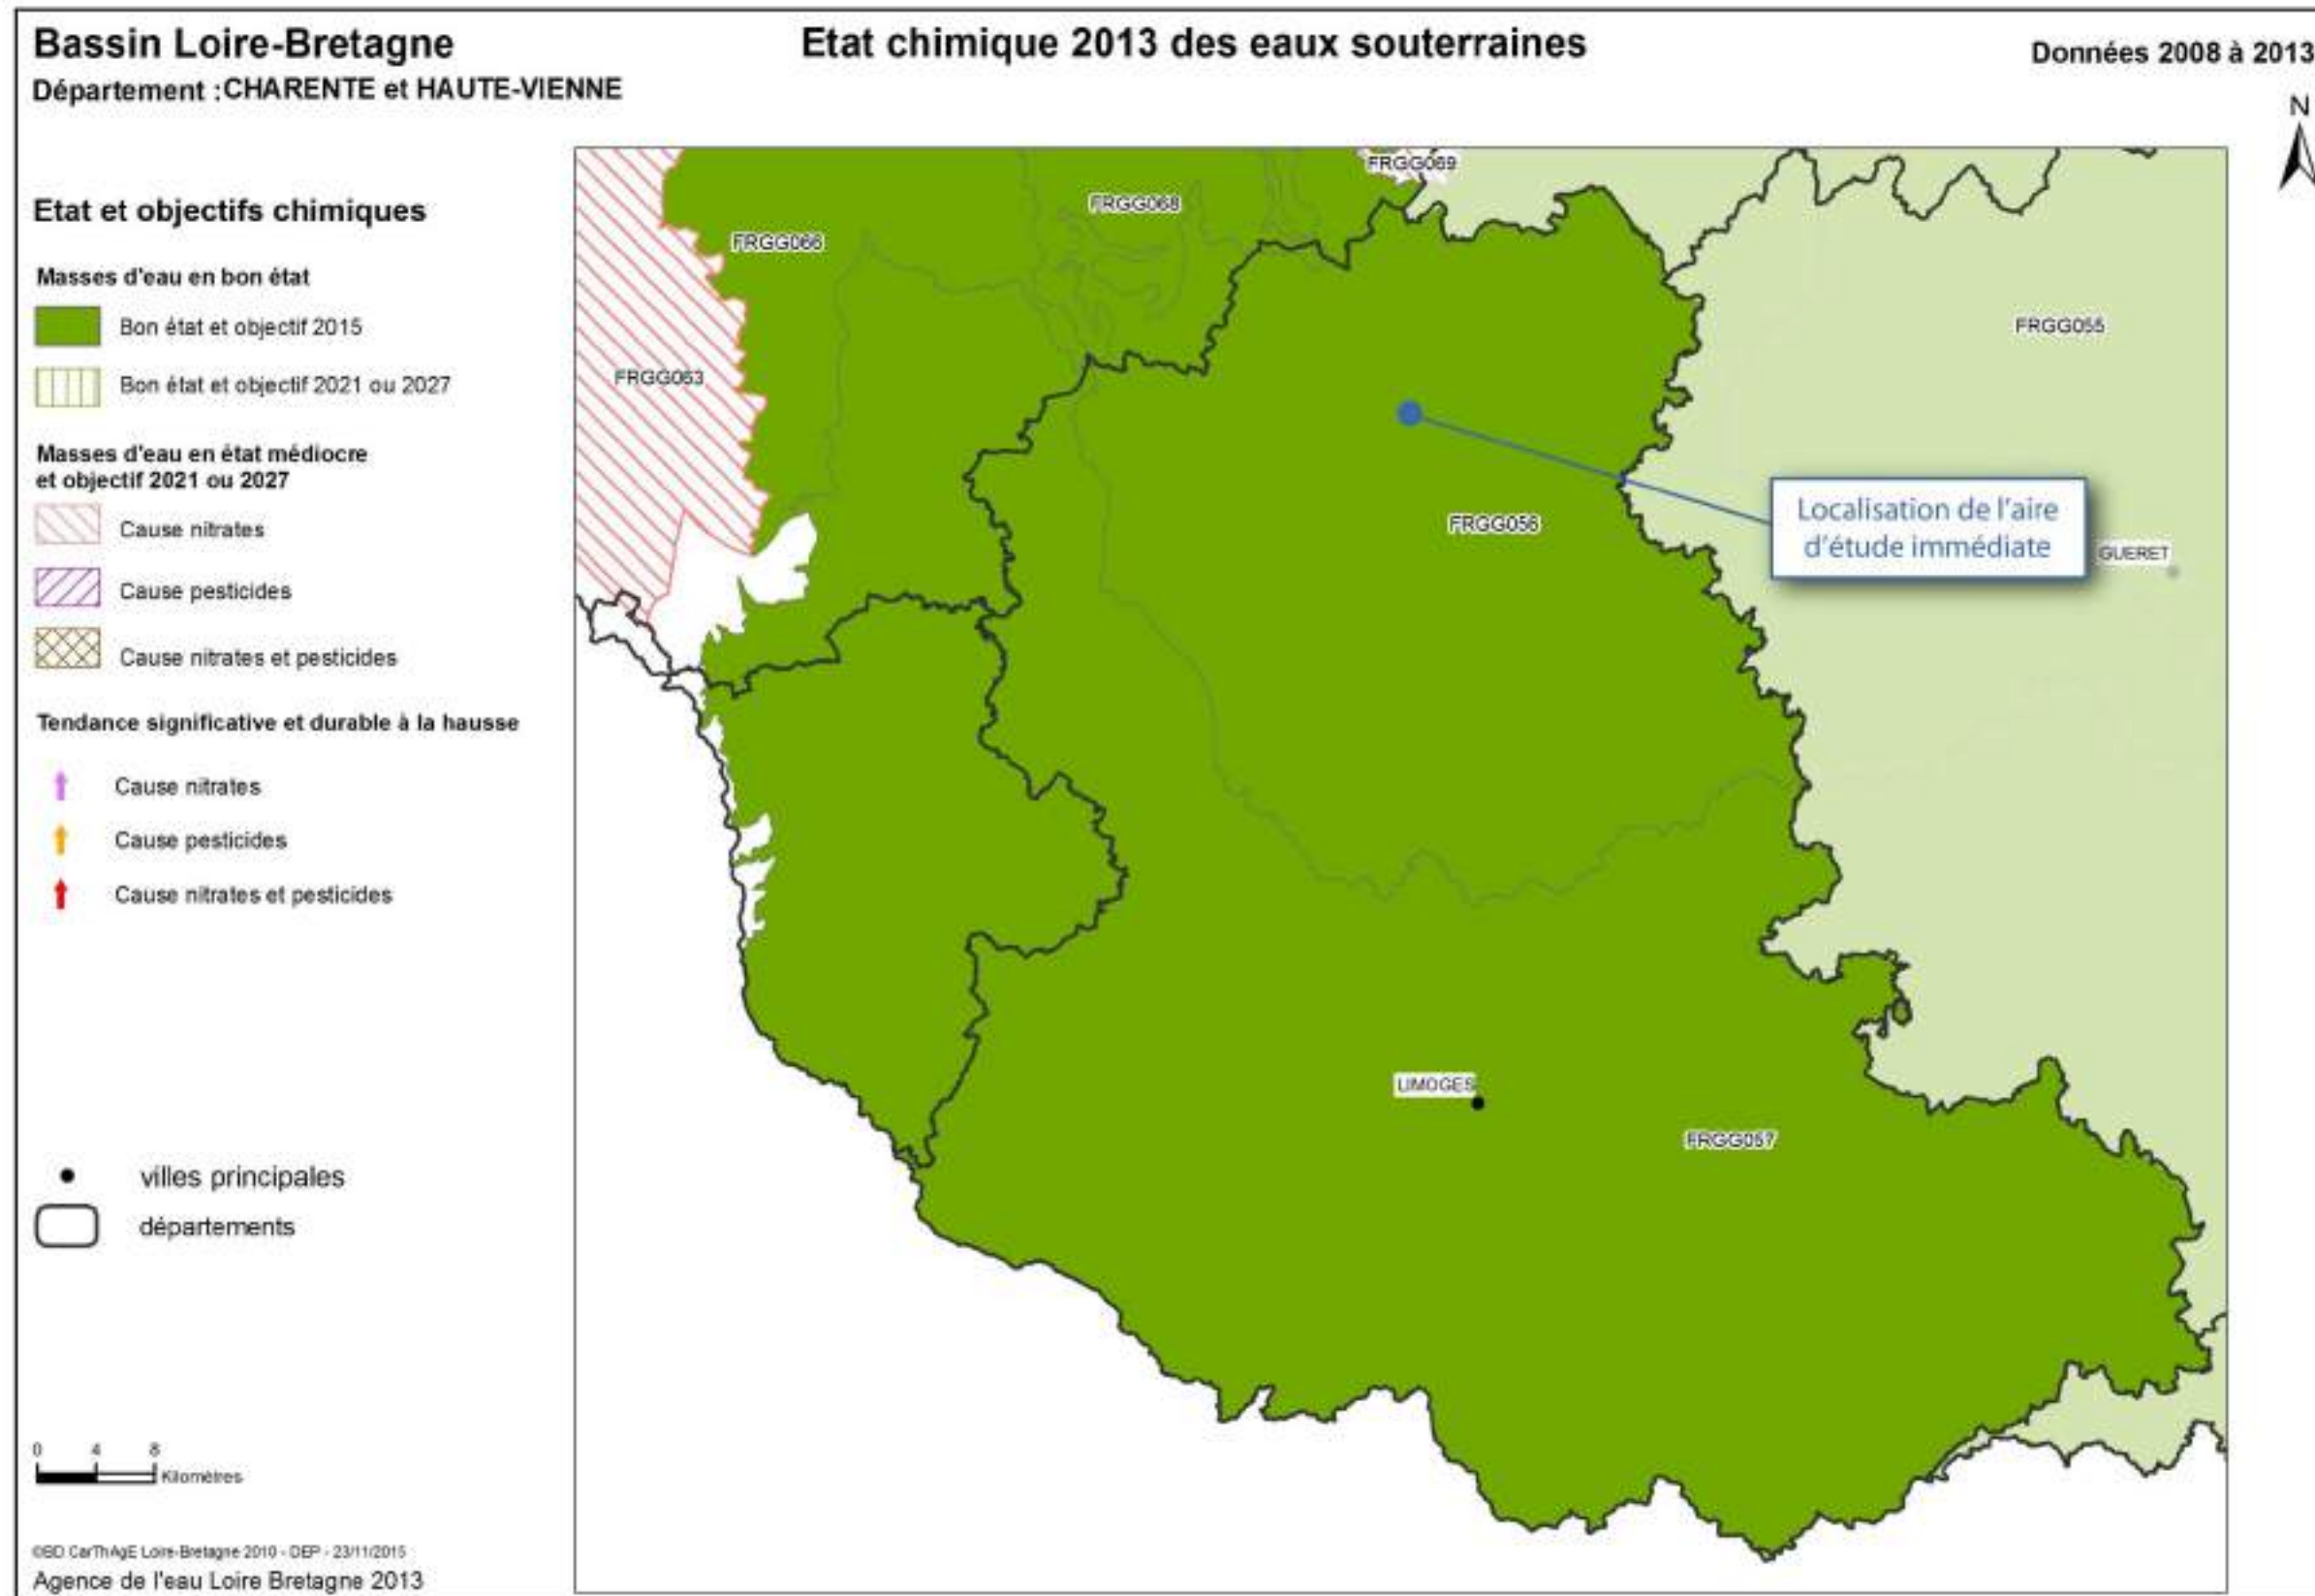 Bassin Loire-Bretagne
Département :CHARENTE et HAUTE-VIENNE
Etat chimique 2013 des eaux souterraines
Données 2008 à 2013
N
Etat et objectifs chimiques
Masses d'eau en bon état
Bon état et objectif 2015
Bon état et objectif 2021 ou 2027
Masses d'eau en état médiocre
et objectif 2021 ou 2027
Cause nitrates
Cause pesticides
Cause nitrates et pesticides
Tendance significative et durable à la hausse
Cause nitrates
Cause pesticides
Cause nitrates et pesticides
villes principales
départements
0 4 8
Kilomètres
©BD CarThAgE Loire-Bretagne 2010 - DEP - 23/11/2015
Agence de l'eau Loire Bretagne 2013
FRGG069
FRGG068
FRGG066
FRGG055
FRGG063
FRGG056
Localisation de l'aire
d'étude immédiate
GUERET
LIMOGES
FRGG057